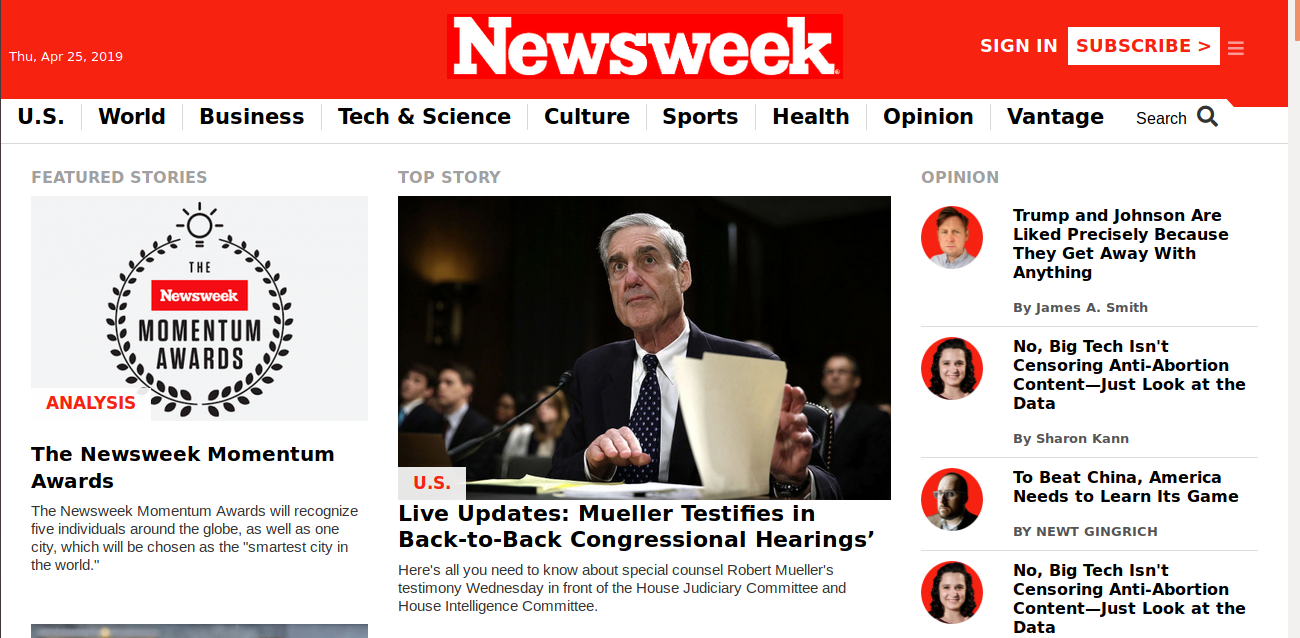 Thu, Apr 25, 2019
Newsweek
SIGN IN
SUBSCRIBE >
U.S.
World
Business
Tech & Science
Culture
Sports
Health
Opinion
Vantage
Search
FEATURED STORIES
THE
Newsweek
MOMENTUM
AWARDS
ANALYSIS
The Newsweek Momentum
Awards
The Newsweek Momentum Awards will recognize
five individuals around the globe, as well as one
city, which will be chosen as the "smartest city in
the world."
TOP STORY
U.S.
Live Updates: Mueller Testifies in
Back-to-Back Congressional Hearings’
Here's all you need to know about special counsel Robert Mueller's
testimony Wednesday in front of the House Judiciary Committee and
House Intelligence Committee.
OPINION
Trump and Johnson Are
Liked Precisely Because
They Get Away With
Anything
By James A. Smith
No, Big Tech Isn't
Censoring Anti-Abortion
Content—Just Look at the
Data
By Sharon Kann
To Beat China, America
Needs to Learn Its Game
BY NEWT GINGRICH
No, Big Tech Isn't
Censoring Anti-Abortion
Content—Just Look at the
Data